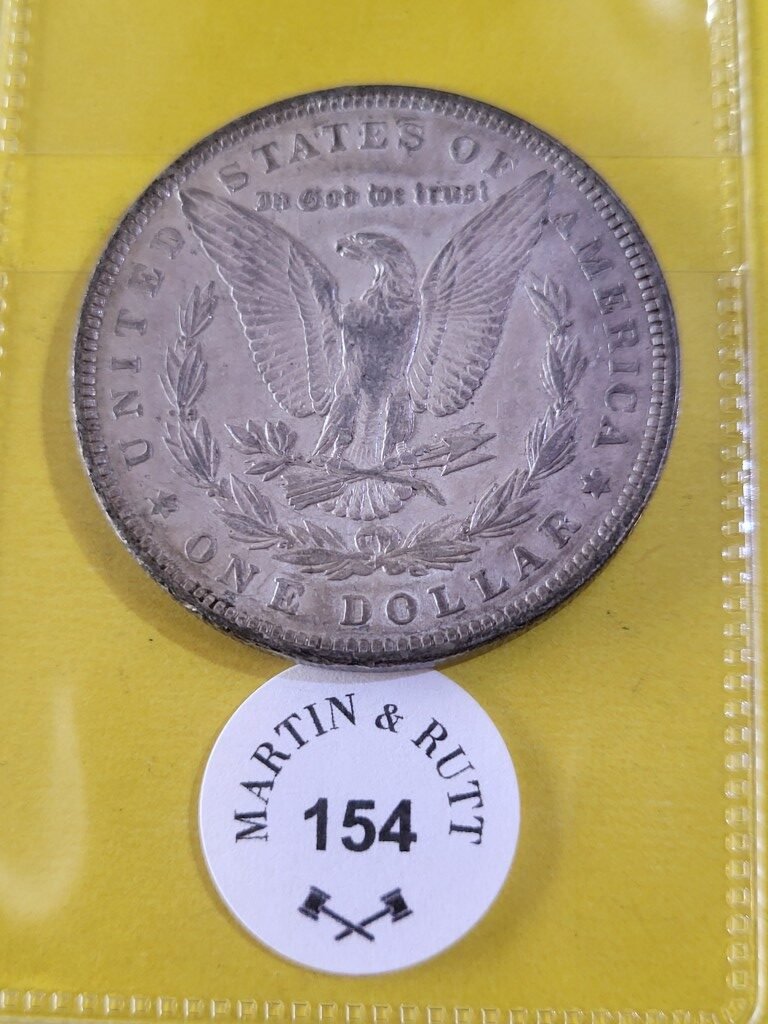 UNITED STATES OF AMERICA
In God we trust
ONE DOLLAR
MARTIN & RUTT
154